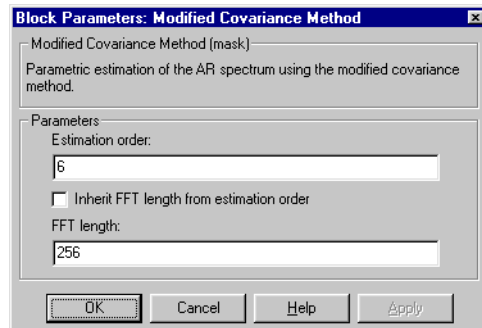 Block Parameters: Modified Covariance Method
Modified Covariance Method (mask)
Parametric estimation of the AR spectrum using the modified covariance
method.
Parameters
Estimation order:
6
Inherit FFT length from estimation order
FFT length:
256
OK Cancel Help Apply